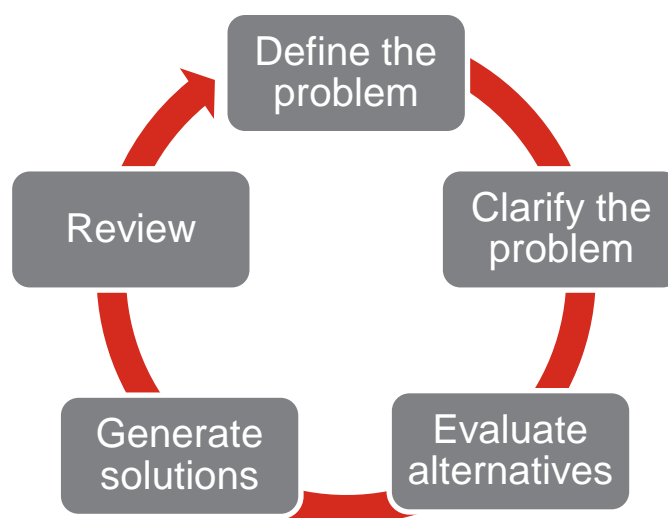 Define the
problem
Clarify the
problem
Evaluate
alternatives
Generate
solutions
Review